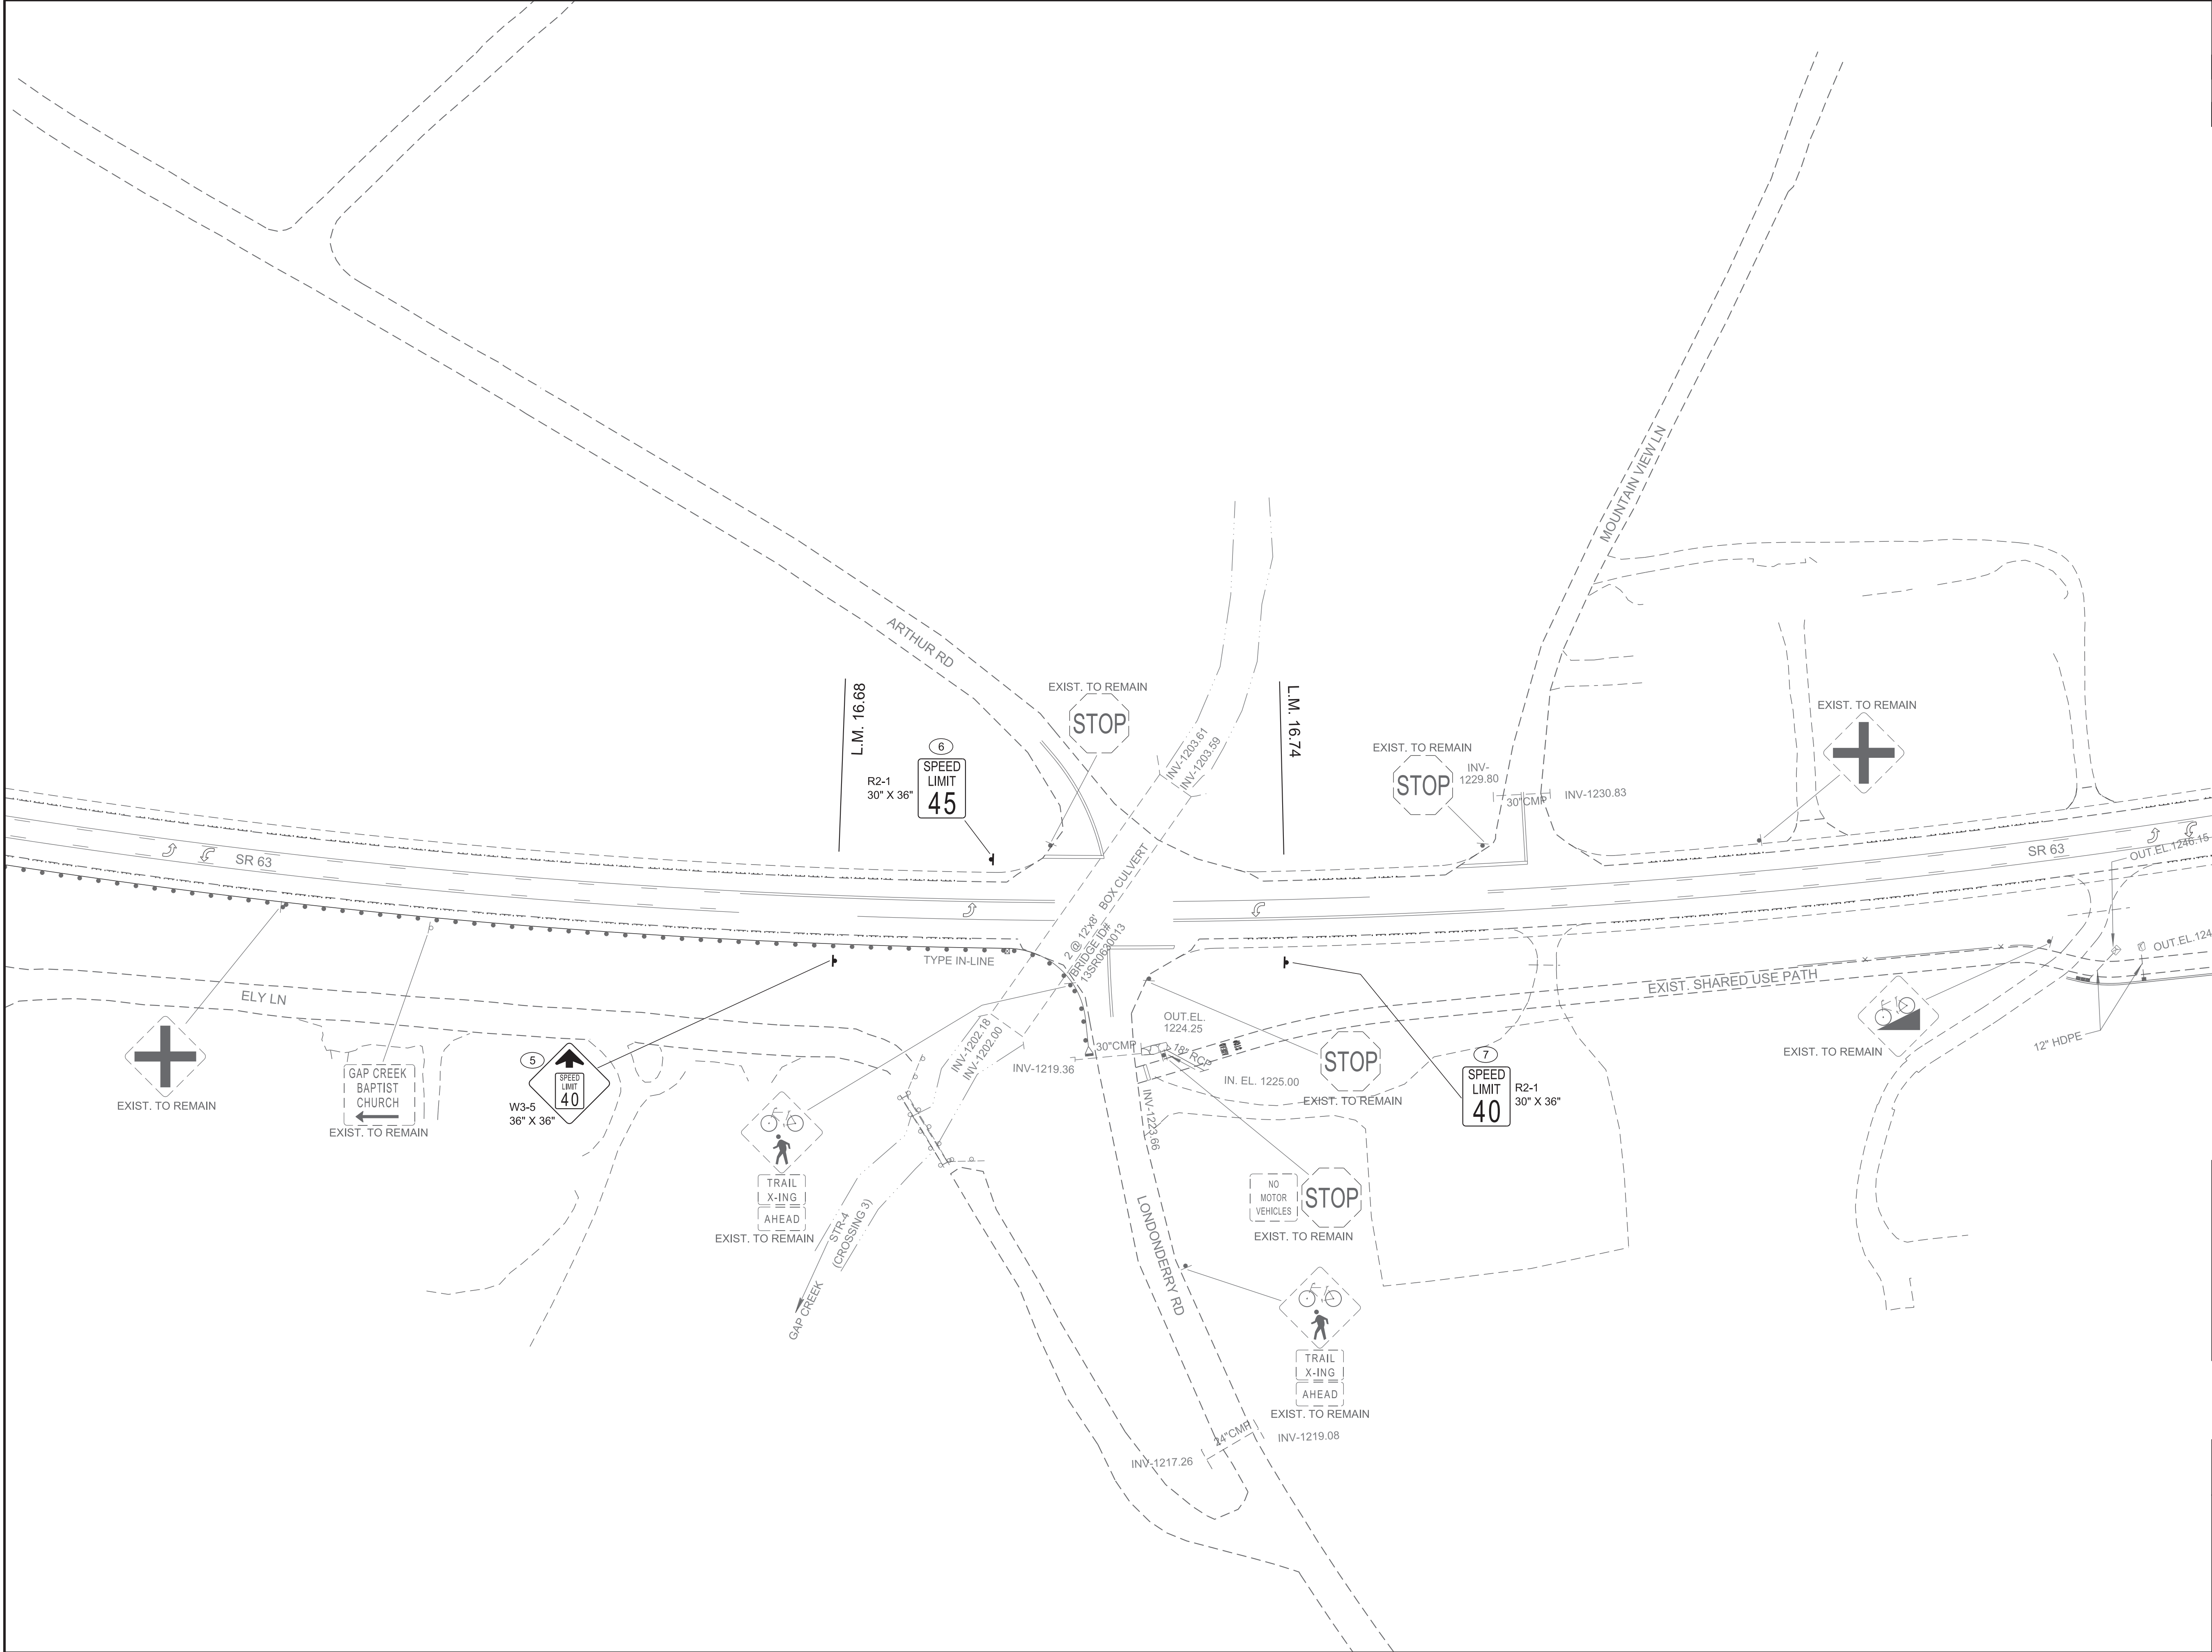 MOUNTAIN VIEW LN
ARTHUR RD
L.M. 16.68
EXIST. TO REMAIN
STOP
L.M. 16.74
INV-1203.61
INV-1203.59
6
SPEED
LIMIT
45
R2-1
30" X 36"
EXIST. TO REMAIN
STOP
INV-
1229.80
30"CMP
INV-1230.83
EXIST. TO REMAIN
SR 63
SR 63
OUT.EL.1246.15
2 @ 12'x8' BOX CULVERT
BRIDGE ID#
13SR0630013
TYPE IN-LINE
ELY LN
EXIST. SHARED USE PATH
OUT.EL.124
12" HDPE
EXIST. TO REMAIN
EXIST. TO REMAIN
GAP CREEK
BAPTIST
CHURCH
EXIST. TO REMAIN
5
SPEED
LIMIT
40
W3-5
36" X 36"
INV-1202.18
INV-1202.00
INV-1219.36
30"CMP
OUT.EL.
1224.25
18" RCP
IN. EL. 1225.00
INV-1223.66
STOP
EXIST. TO REMAIN
7
SPEED
LIMIT
40
R2-1
30" X 36"
TRAIL
X-ING
AHEAD
EXIST. TO REMAIN
STR-4
(CROSSING 3)
GAP CREEK
NO
MOTOR
VEHICLES
STOP
EXIST. TO REMAIN
LONDONDERRY RD
TRAIL
X-ING
AHEAD
EXIST. TO REMAIN
24"CMP
INV-1219.08
INV-1217.26